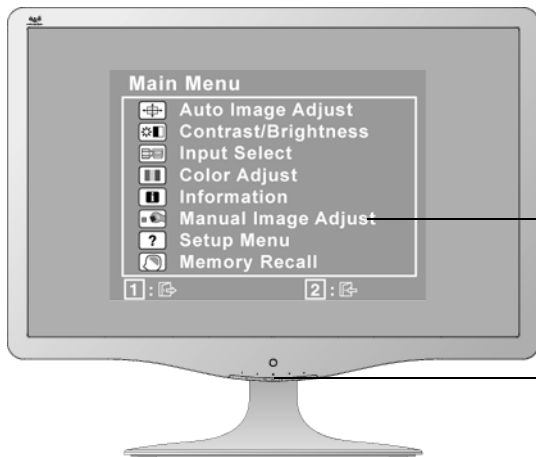 Main Menu
Auto Image Adjust
Contrast/Brightness
Input Select
Color Adjust
Information
Manual Image Adjust
? Setup Menu
Memory Recall
1 : 2 :